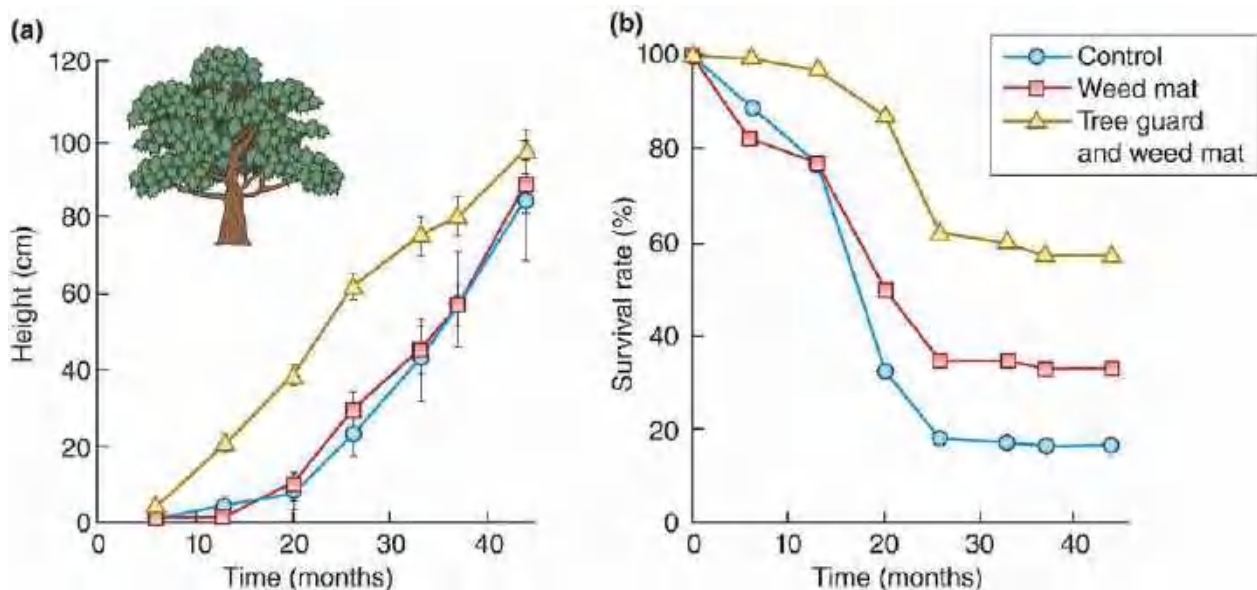 (a)
120
100
80
60
40
20
0
Height (cm)
0
10
20
30
40
Time (months)
(b)
100
80
60
40
20
0
Survival rate (%)
0
10
20
30
40
Time (months)
Control
Weed mat
Tree guard
and weed mat